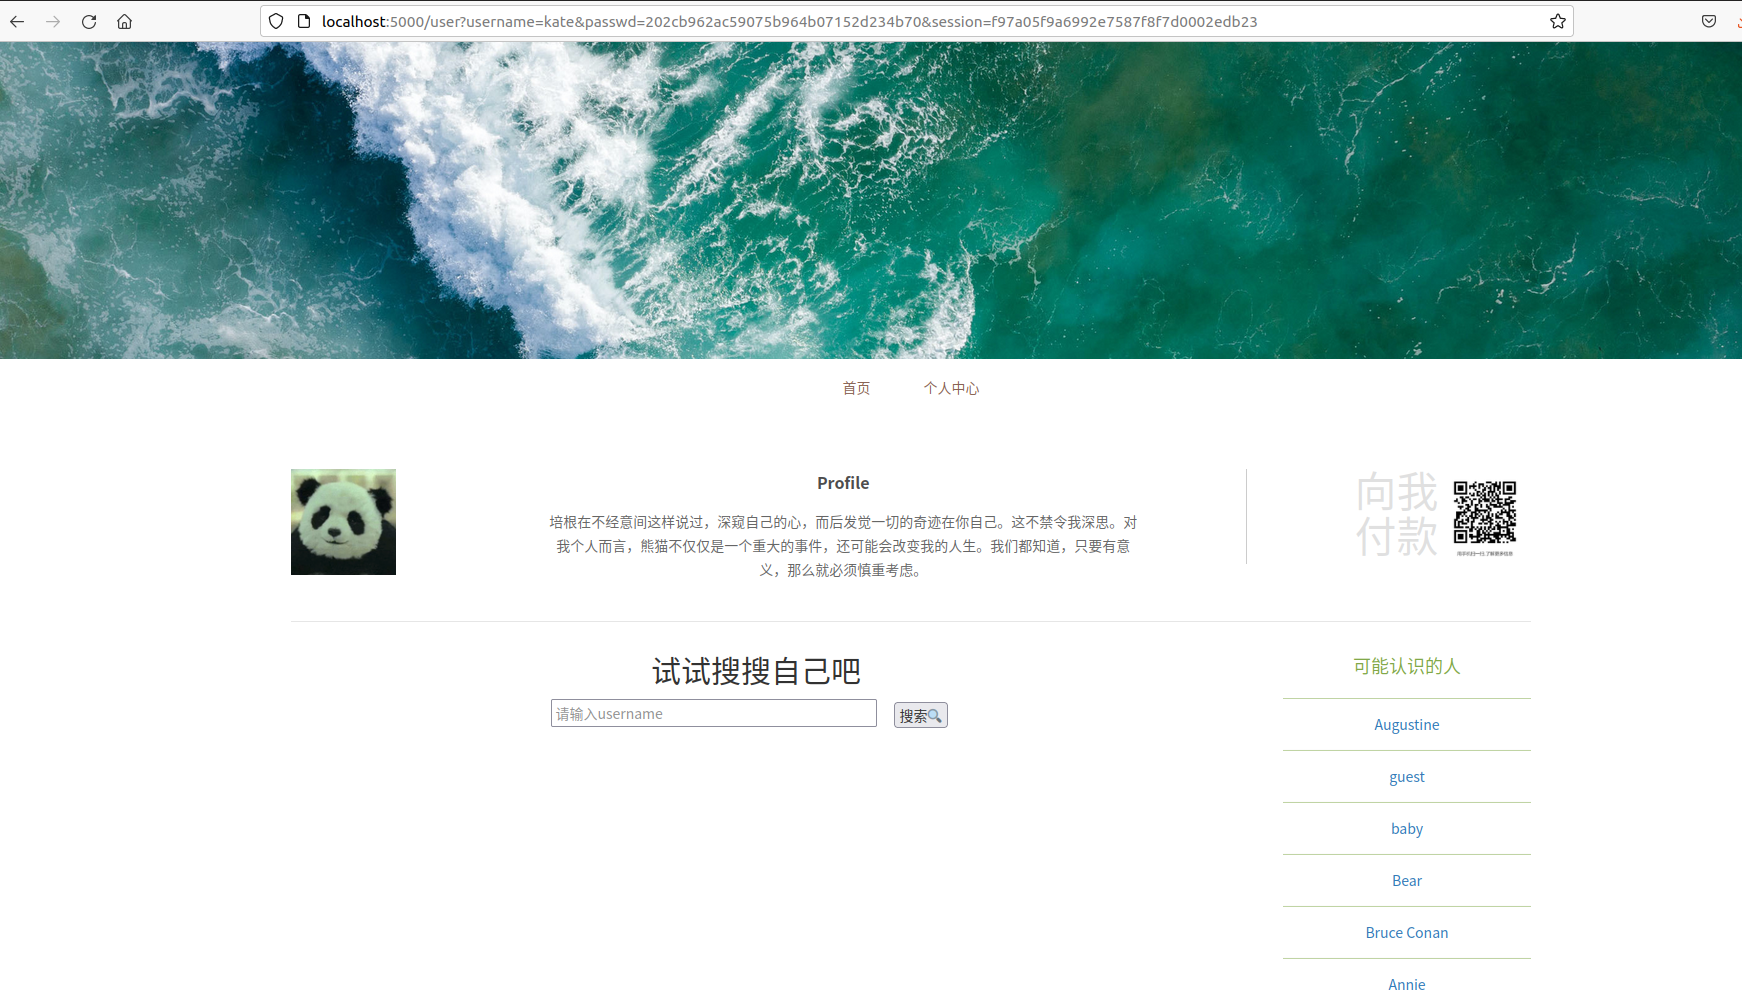 localhost:5000/user?username=kate&passwd=202cb962ac59075b964b07152d234b70&session=f97a05f9a6992e7587f8f7d0002edb23
首页 个人中心
Profile
培根在不经意间这样说过，深窥自己的心，而后发觉一切的奇迹在你自己。这不禁令我深思。对
我个人而言，熊猫不仅仅是一个重大的事件，还可能会改变我的人生。我们都知道，只要有意
义，那么就必须慎重考虑。
向我
付款
试试搜搜自己吧
请输入username
搜索
可能认识的人
Augustine
guest
baby
Bear
Bruce Conan
Annie